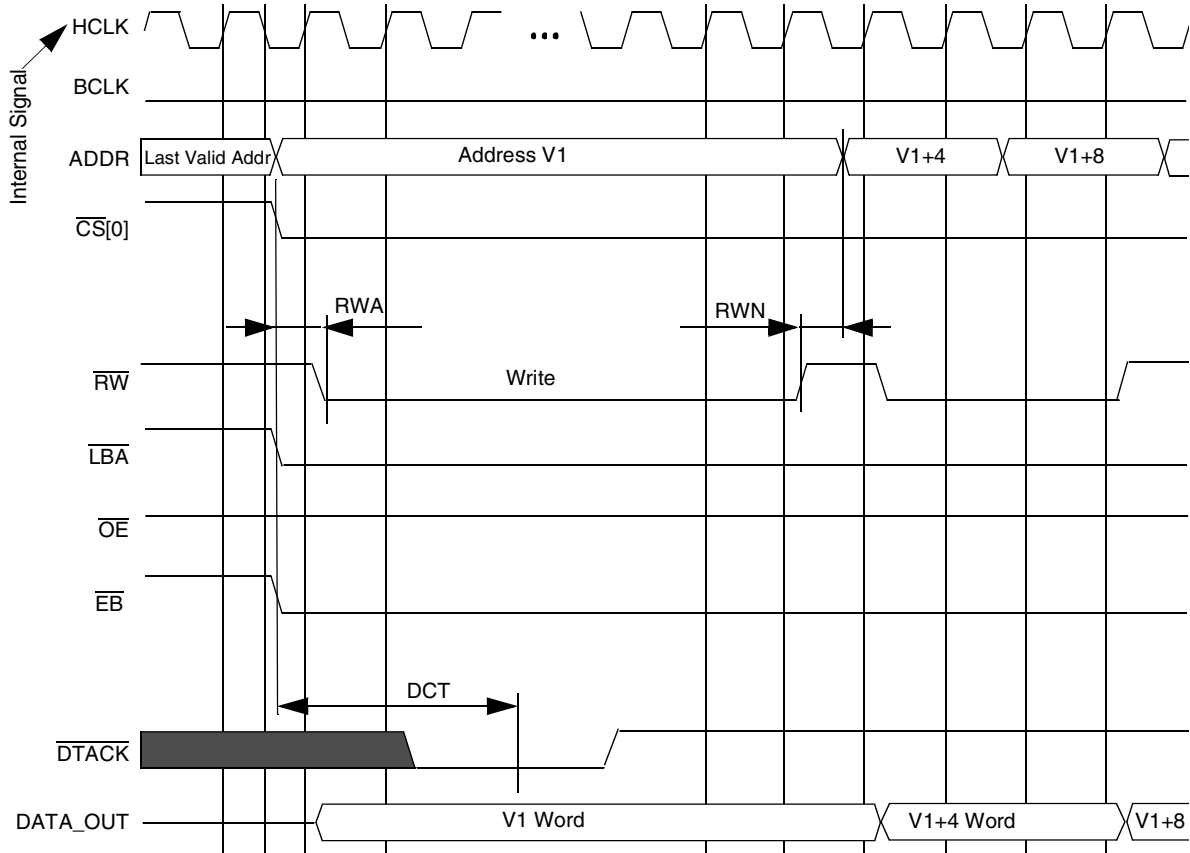 HCLK
...
Internal Signal
BCLK
ADDR
Last Valid Addr
Address V1
V1+4
V1+8
CS[0]
RWA
RWN
RW
Write
LBA
OE
EB
DCT
DTACK
DATA_OUT
V1 Word
V1+4 Word
V1+8